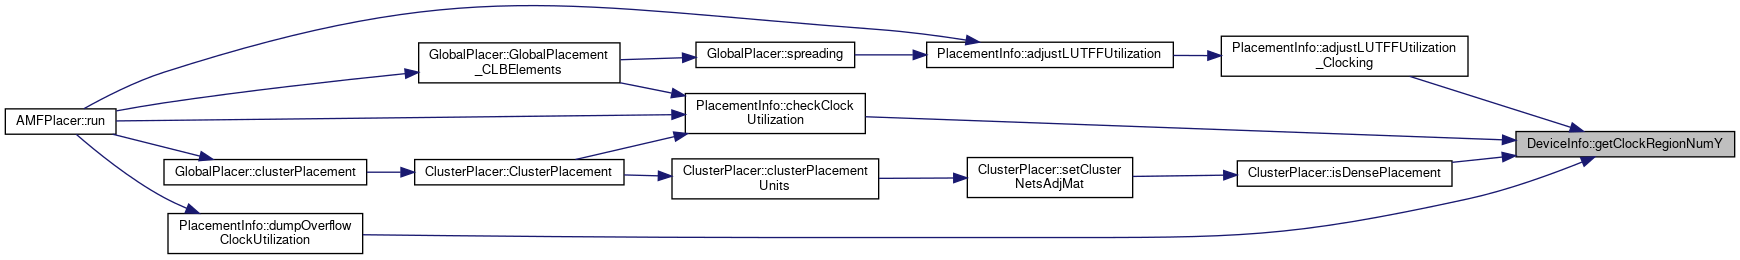 AMFPlacer::run
GlobalPlacer::GlobalPlacement
_CLBElements
GlobalPlacer::spreading
PlacementInfo::adjustLUTFFUtilization
PlacementInfo::adjustLUTFFUtilization
_Clocking
PlacementInfo::checkClock
Utilization
DeviceInfo::getClockRegionNumY
GlobalPlacer::clusterPlacement
ClusterPlacer::ClusterPlacement
ClusterPlacer::clusterPlacement
Units
ClusterPlacer::setCluster
NetsAdjMat
ClusterPlacer::isDensePlacement
PlacementInfo::dumpOverflow
ClockUtilization